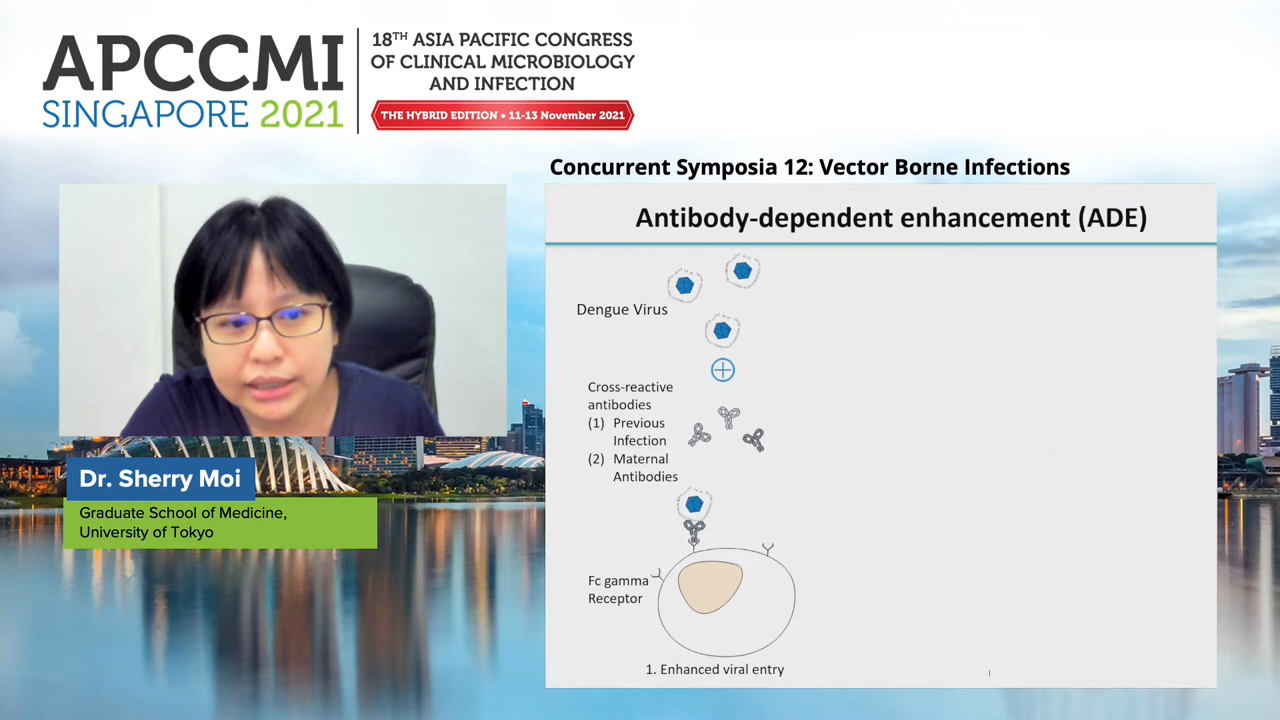 APCCMI
SINGAPORE 2021
18TH ASIA PACIFIC CONGRESS
OF CLINICAL MICROBIOLOGY
AND INFECTION
THE HYBRID EDITION • 11-13 November 2021
Concurrent Symposia 12: Vector Borne Infections
Antibody-dependent enhancement (ADE)
Dengue Virus
Cross-reactive
antibodies
(1) Previous
Infection
(2) Maternal
Antibodies
Fc gamma
Receptor
1. Enhanced viral entry
Dr. Sherry Moi
Graduate School of Medicine,
University of Tokyo